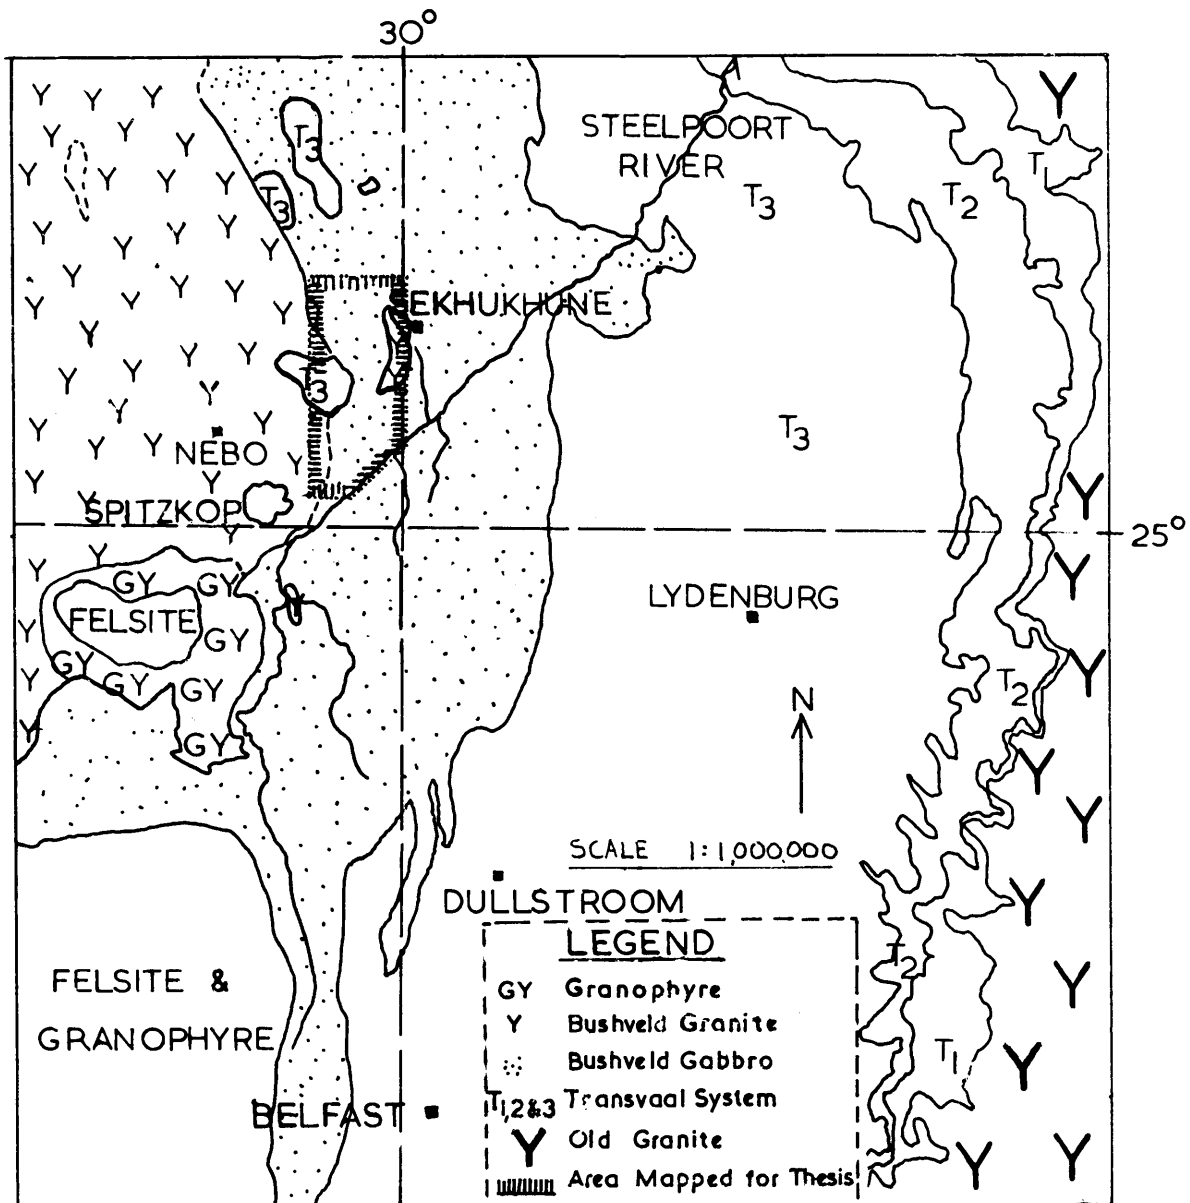 30°
STEELPOORT
RIVER
T3
T3
T3
T2
T1
EKHUKHUNE
T3
T3
NEBO
SPITZKOP
25°
LYDENBURG
GY
GY
FELSITE
GY
GY
GY
GY
GY
T2
N
SCALE 1:1,000,000
DULLSTROOM
LEGEND
GY Granophyre
Y Bushveld Granite
Bushveld Gabbro
T1,2&3 Transvaal System
Y Old Granite
Area Mapped for Thesis
FELSITE &
GRANOPHYRE
BELFAST
T2
T1